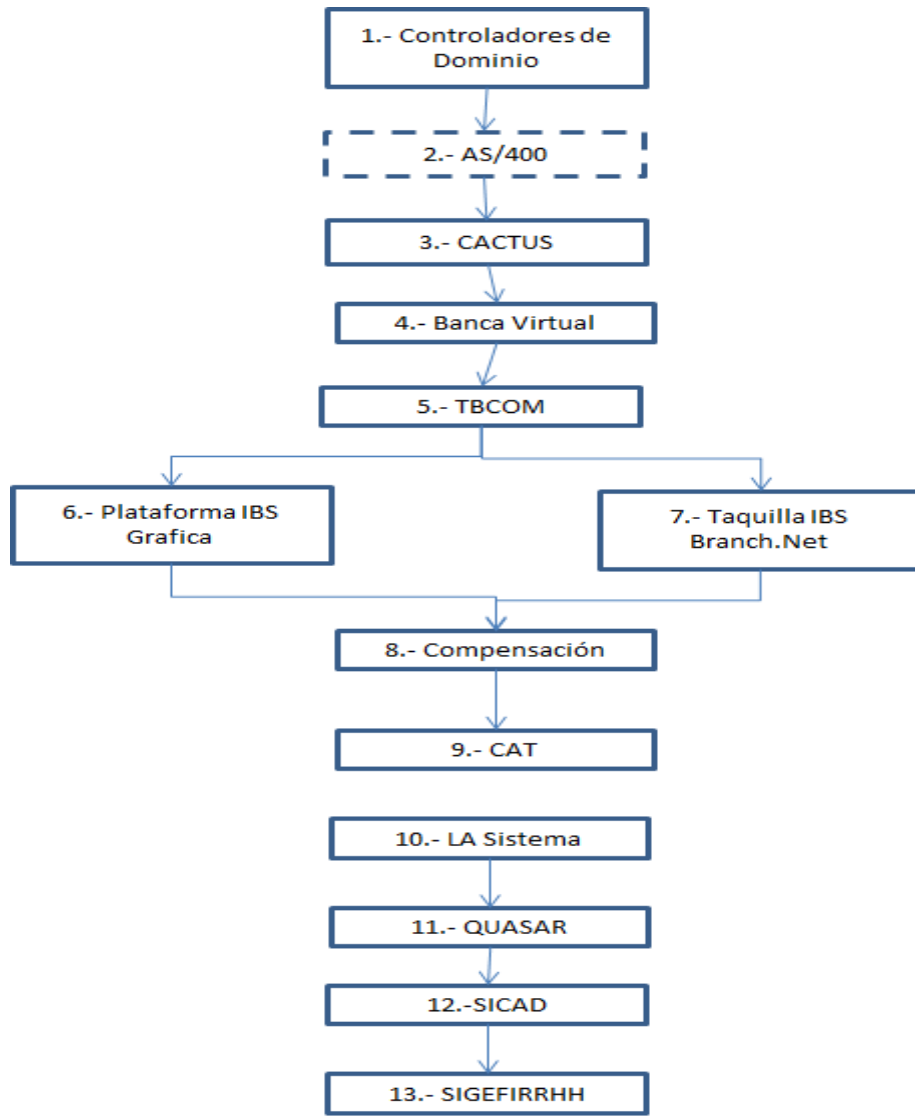 1.- Controladores de
Dominio
2.- AS/400
3.- CACTUS
4.- Banca Virtual
5.- TBCOM
6.- Plataforma IBS
Grafica
7.- Taquilla IBS
Branch.Net
8.- Compensación
9.- CAT
10.- LA Sistema
11.- QUASAR
12.-SICAD
13.- SIGEFIRRHH